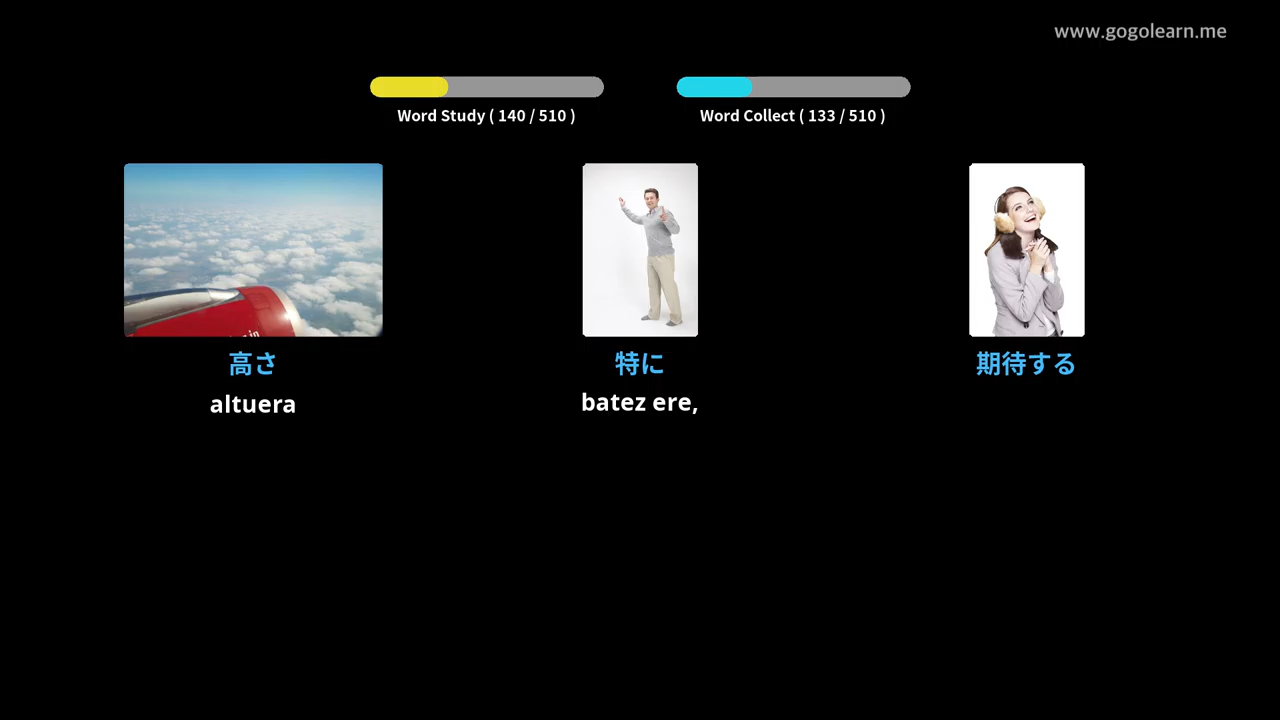 www.gogolearn.me
Word Study ( 140 / 510 )
Word Collect ( 133 / 510 )
高さ
特に
期待する
altuera
batez ere,